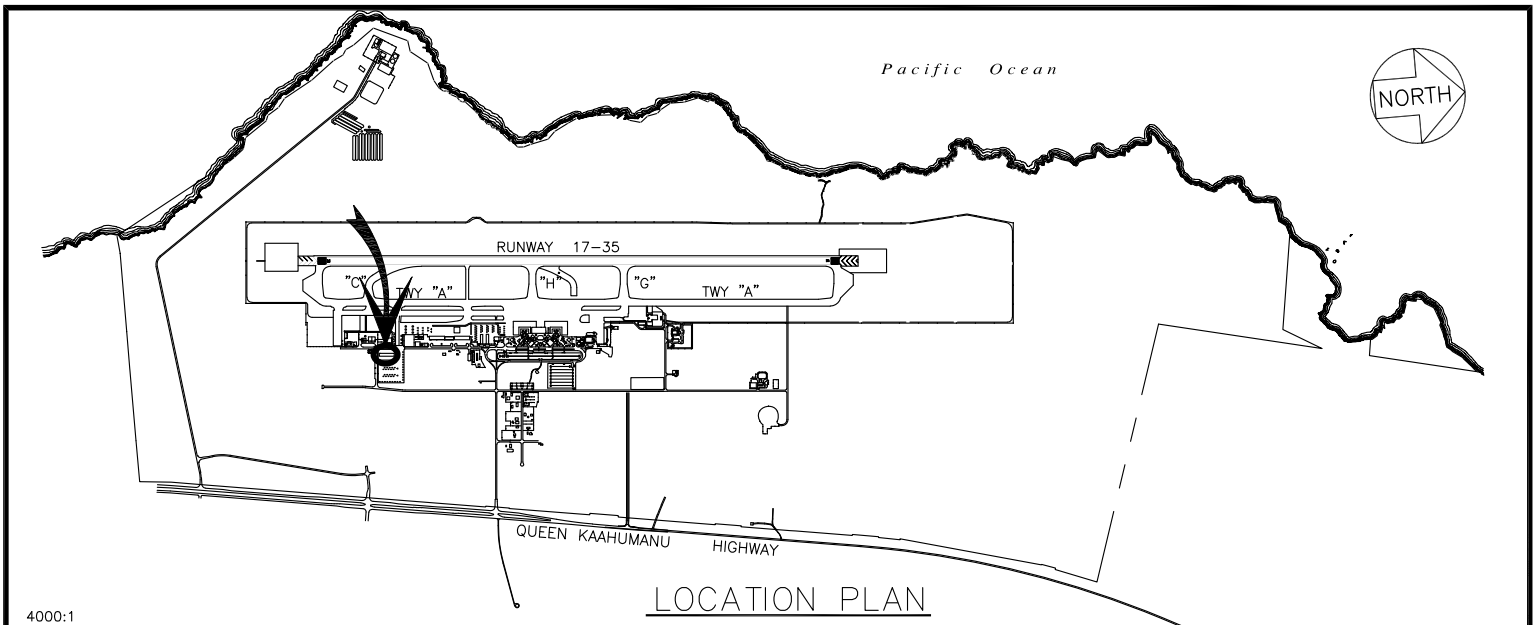 Pacific Ocean
NORTH
RUNWAY 17-35
"C"
"H"
"G"
TWY "A"
TWY "A"
QUEEN KAAHUMANU HIGHWAY
LOCATION PLAN
4000:1